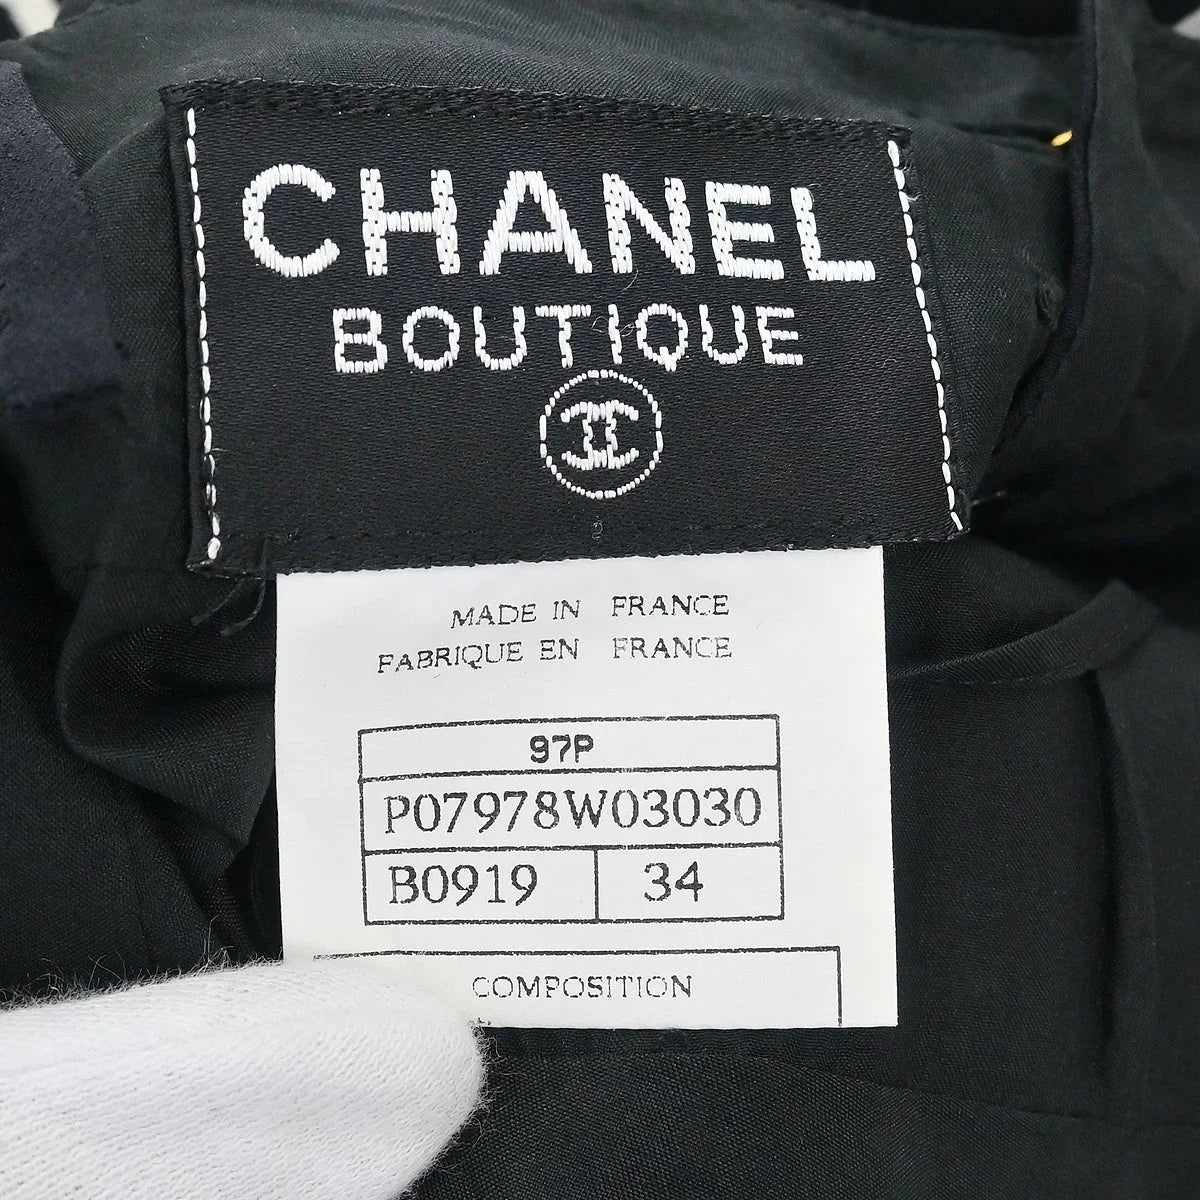 CHANEL
BOUTIQUE
MADE IN FRANCE
FABRIQUE EN FRANCE
97P
P07978W03030
B0919 34
COMPOSITION